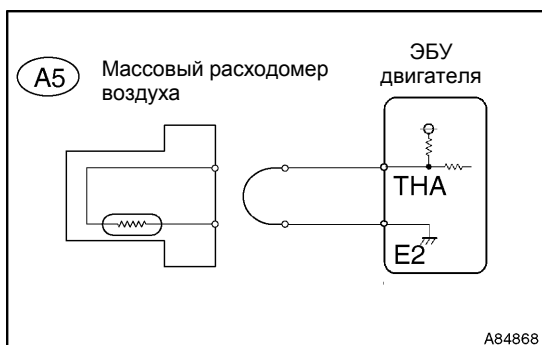 A5
Массовый расходомер
воздуха
ЭБУ
двигателя
THA
E2
A84868